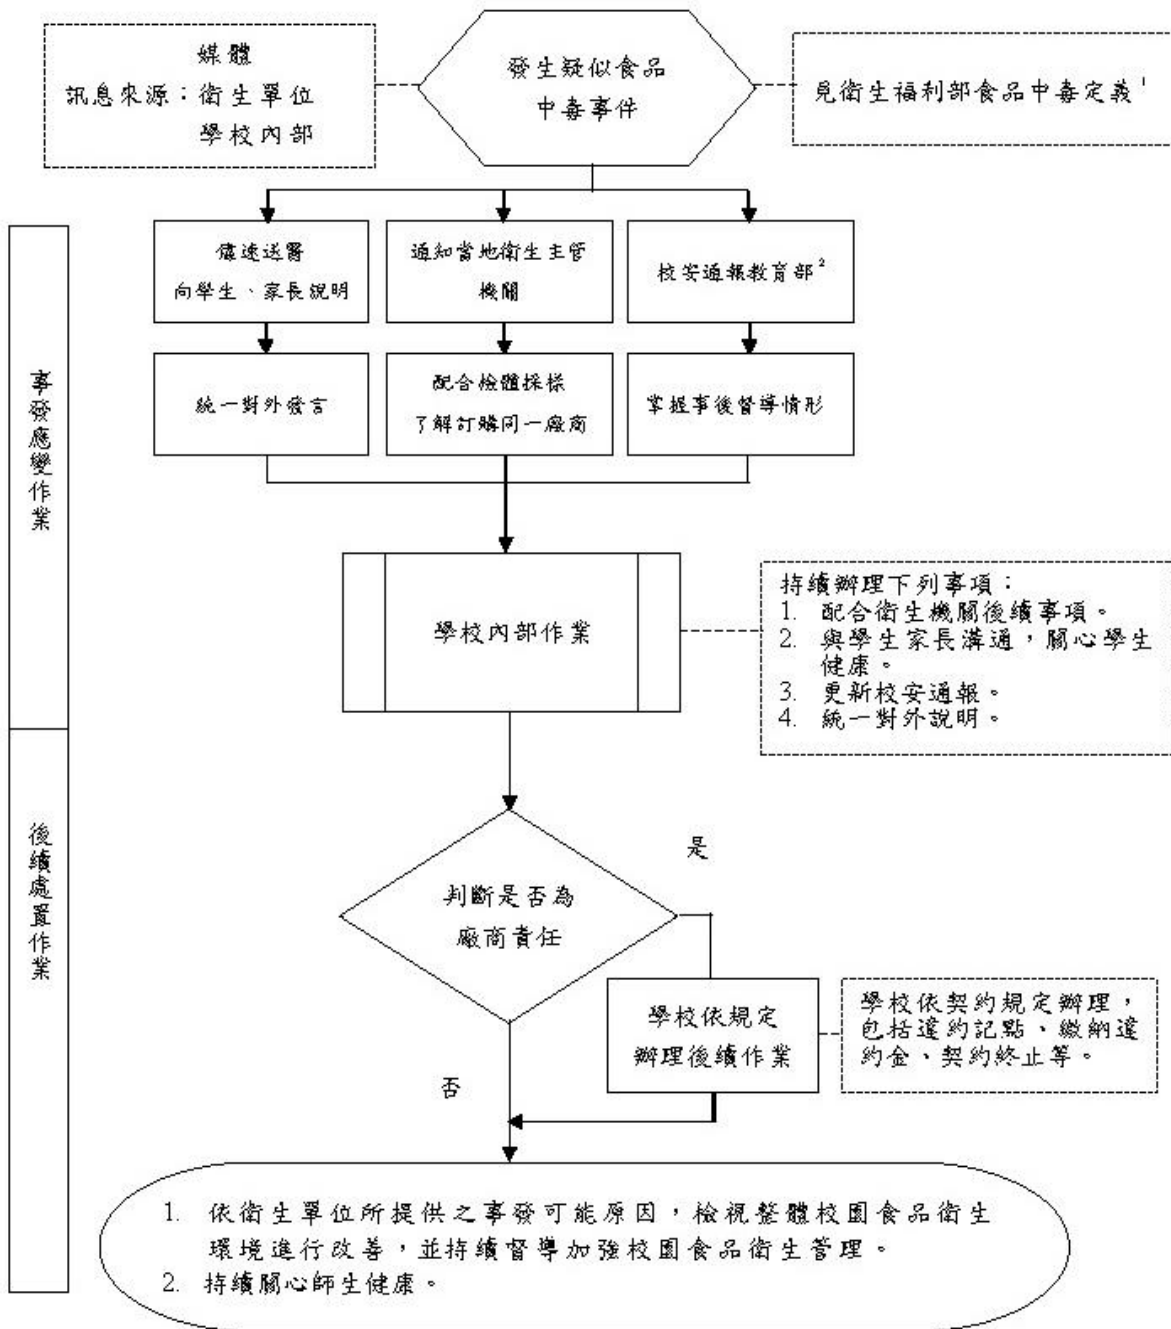 媒體
訊息來源：衛生單位
學校內部
發生疑似食品
中毒事件
見衛生福利部食品中毒定義1
儘速送醫
向學生、家長說明
通知當地衛生主管
機關
校安通報教育部2
統一對外發言
配合檢體採樣
了解訂購同一廠商
掌握事後督導情形
事發應變作業
學校內部作業
持續辦理下列事項：
1. 配合衛生機關後續事項。
2. 與學生家長溝通，關心學生
健康。
3. 更新校安通報。
4. 統一對外說明。
後續處置作業
判斷是否為
廠商責任
是
學校依規定
辦理後續作業
學校依契約規定辦理，
包括違約記點、繳納違
約金、契約終止等。
否
1. 依衛生單位所提供之事發可能原因，檢視整體校園食品衛生
環境進行改善，並持續督導加強校園食品衛生管理。
2. 持續關心師生健康。